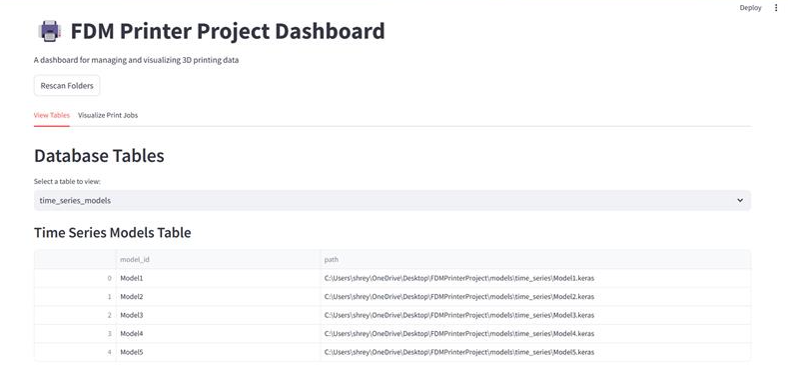 Deploy
FDM Printer Project Dashboard
A dashboard for managing and visualizing 3D printing data
Rescan Folders
View Tables Visualize Print Jobs
Database Tables
Select a table to view:
time_series_models
Time Series Models Table
model_id path
0 Model1 C:\Users\shrey\OneDrive\Desktop\FDMPrinterProject\models\time_series\Model1.keras
1 Model2 C:\Users\shrey\OneDrive\Desktop\FDMPrinterProject\models\time_series\Model2.keras
2 Model3 C:\Users\shrey\OneDrive\Desktop\FDMPrinterProject\models\time_series\Model3.keras
3 Model4 C:\Users\shrey\OneDrive\Desktop\FDMPrinterProject\models\time_series\Model4.keras
4 Model5 C:\Users\shrey\OneDrive\Desktop\FDMPrinterProject\models\time_series\Model5.keras